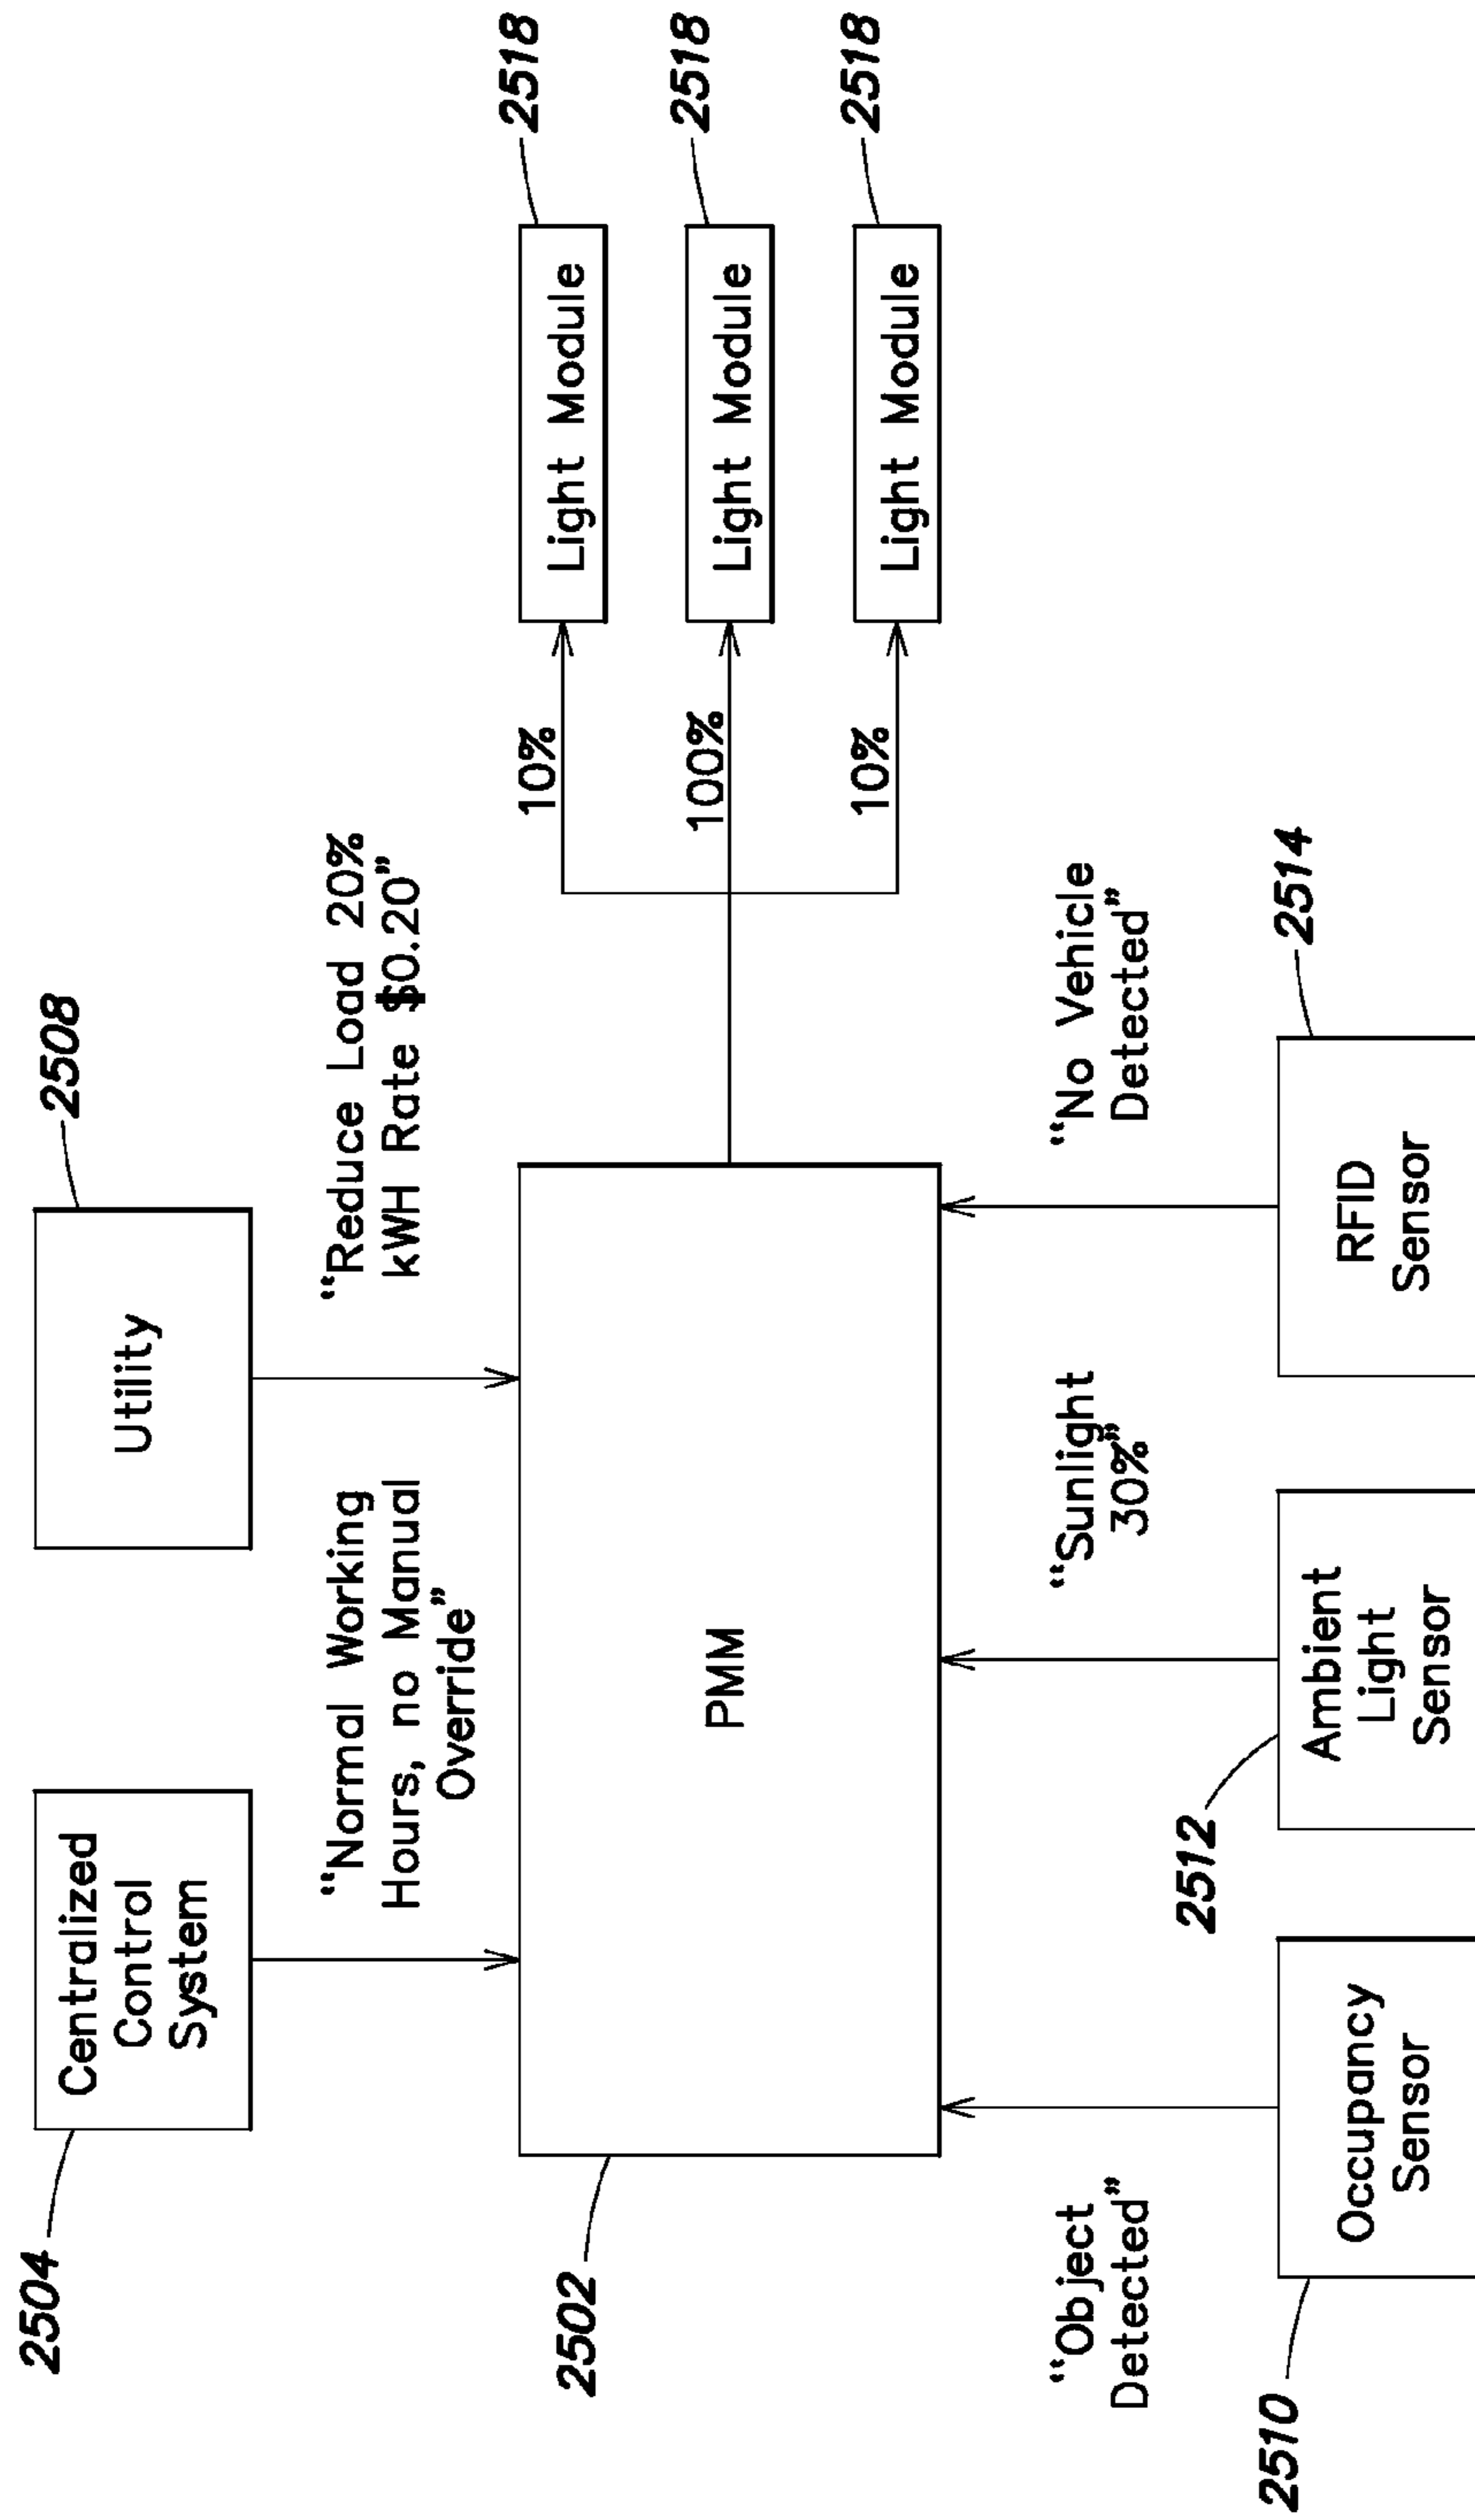 2504
Centralized
Control
System
Utility
2508
“Normal Working
Hours, no Manual
Override”
“Reduce Load 20%
kWH Rate $0.20”
2502
PMM
10%
Light Module
2518
100%
Light Module
2518
10%
Light Module
2518
“Object
Detected”
“Sunlight
30%”
“No Vehicle
Detected”
2510
Occupancy
Sensor
2512
Ambient
Light
Sensor
RFID
Sensor
2514